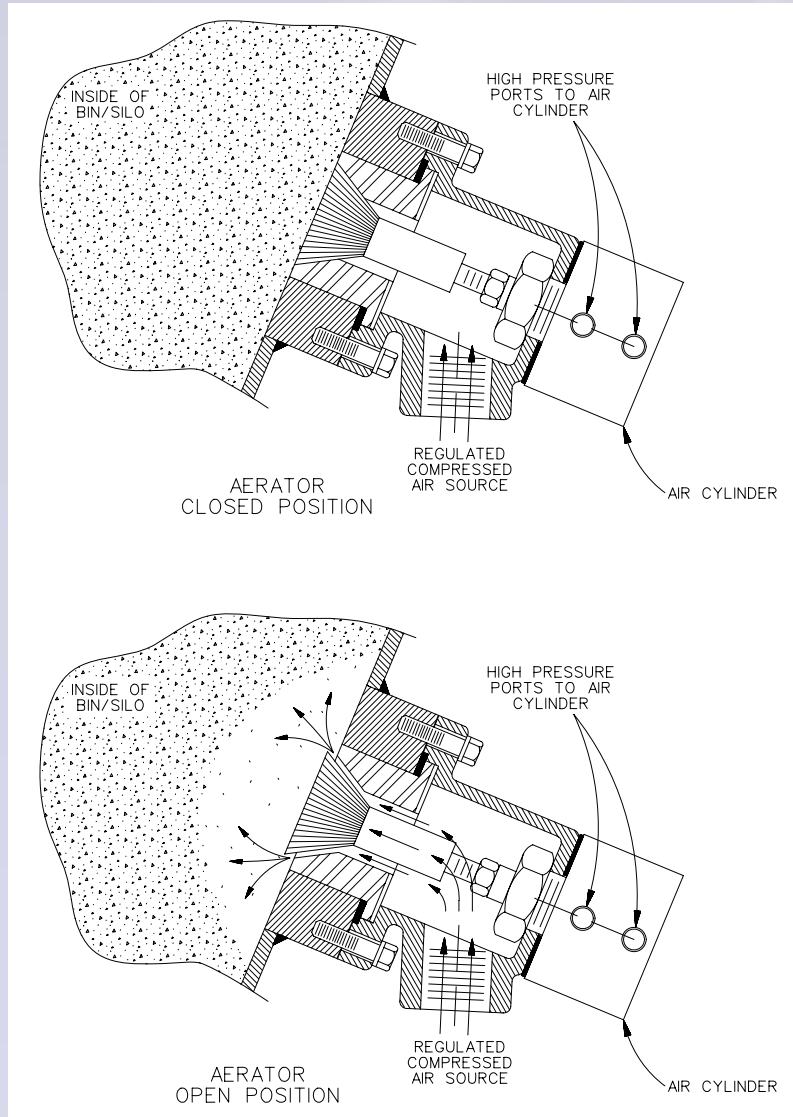 INSIDE OF
BIN/SILO
HIGH PRESSURE
PORTS TO AIR
CYLINDER
REGULATED
COMPRESSED
AIR SOURCE
AIR CYLINDER
AERATOR
CLOSED POSITION
INSIDE OF
BIN/SILO
HIGH PRESSURE
PORTS TO AIR
CYLINDER
REGULATED
COMPRESSED
AIR SOURCE
AIR CYLINDER
AERATOR
OPEN POSITION